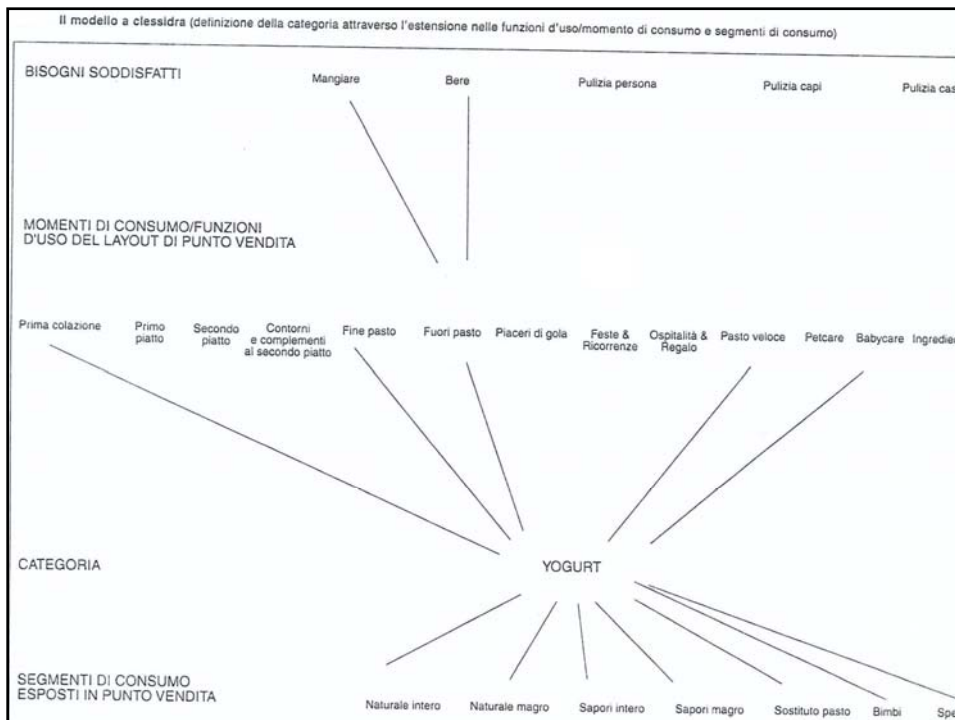 Il modello a clessidra (definizione della categoria attraverso l'estensione nelle funzioni d'uso/momento di consumo e segmenti di consumo)
BISOGNI SODDISFATTI
Mangiare Bere Pulizia persona Pulizia capi Pulizia cas
MOMENTI DI CONSUMO/FUNZIONI
D'USO DEL LAYOUT DI PUNTO VENDITA
Prima colazione
Primo
piatto
Secondo
piatto
Contorni
e complementi
al secondo piatto
Fine pasto
Fuori pasto
Piaceri di gola
Feste &
Ricorrenze
Ospitalità &
Regalo
Pasto veloce
Petcare
Babycare
Ingredie
CATEGORIA
YOGURT
SEGMENTI DI CONSUMO
ESPOSTI IN PUNTO VENDITA
Naturale intero Naturale magro Sapori intero Sapori magro Sostituto pasto Bimbi Spe